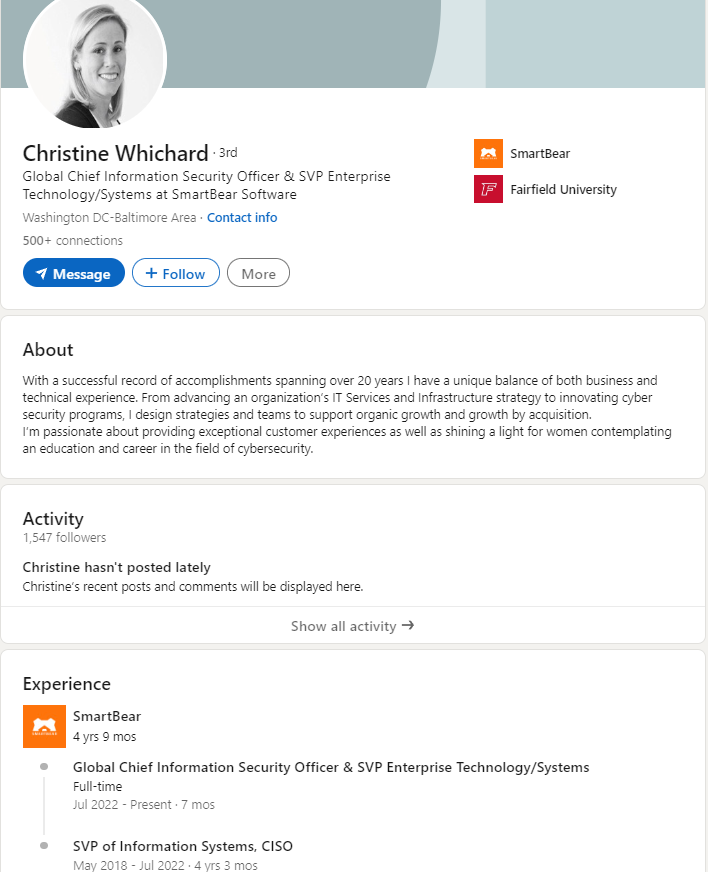 Christine Whichard · 3rd
Global Chief Information Security Officer & SVP Enterprise
Technology/Systems at SmartBear Software
Washington DC-Baltimore Area · Contact info
500+ connections
Message
+ Follow
More
SmartBear
Fairfield University
About
With a successful record of accomplishments spanning over 20 years I have a unique balance of both business and
technical experience. From advancing an organization's IT Services and Infrastructure strategy to innovating cyber
security programs, I design strategies and teams to support organic growth and growth by acquisition.
I'm passionate about providing exceptional customer experiences as well as shining a light for women contemplating
an education and career in the field of cybersecurity.
Activity
1,547 followers
Christine hasn't posted lately
Christine's recent posts and comments will be displayed here.
Show all activity →
Experience
SmartBear
4 yrs 9 mos
Global Chief Information Security Officer & SVP Enterprise Technology/Systems
Full-time
Jul 2022 - Present · 7 mos
SVP of Information Systems, CISO
May 2018 - Jul 2022 · 4 yrs 3 mos